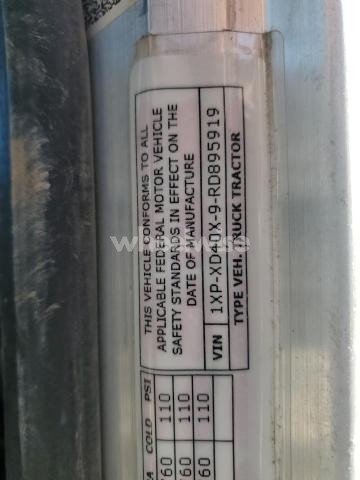 THIS VEHICLE CONFORMS TO ALL
APPLICABLE FEDERAL MOTOR VEHICLE
SAFETY STANDARDS IN EFFECT ON THE
DATE OF MANUFACTURE
VIN 1XP-XD40X-9-RD895919
TYPE VEH. TRUCK TRACTOR
COLD PSI
110
110
60 110